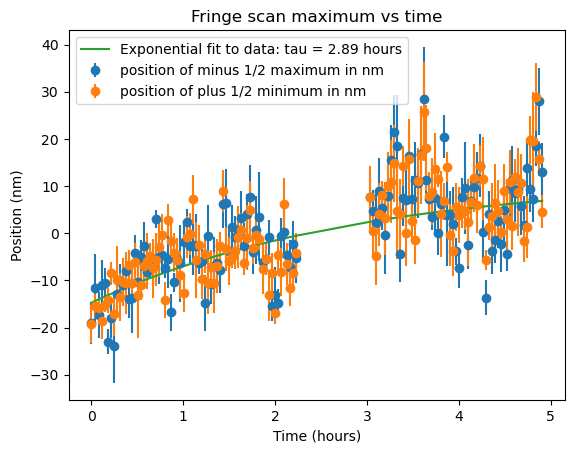 Fringe scan maximum vs time
Exponential fit to data: tau = 2.89 hours
position of minus 1/2 maximum in nm
position of plus 1/2 minimum in nm
Position (nm)
40
30
20
10
0
−10
−20
−30
0
1
2
3
4
5
Time (hours)